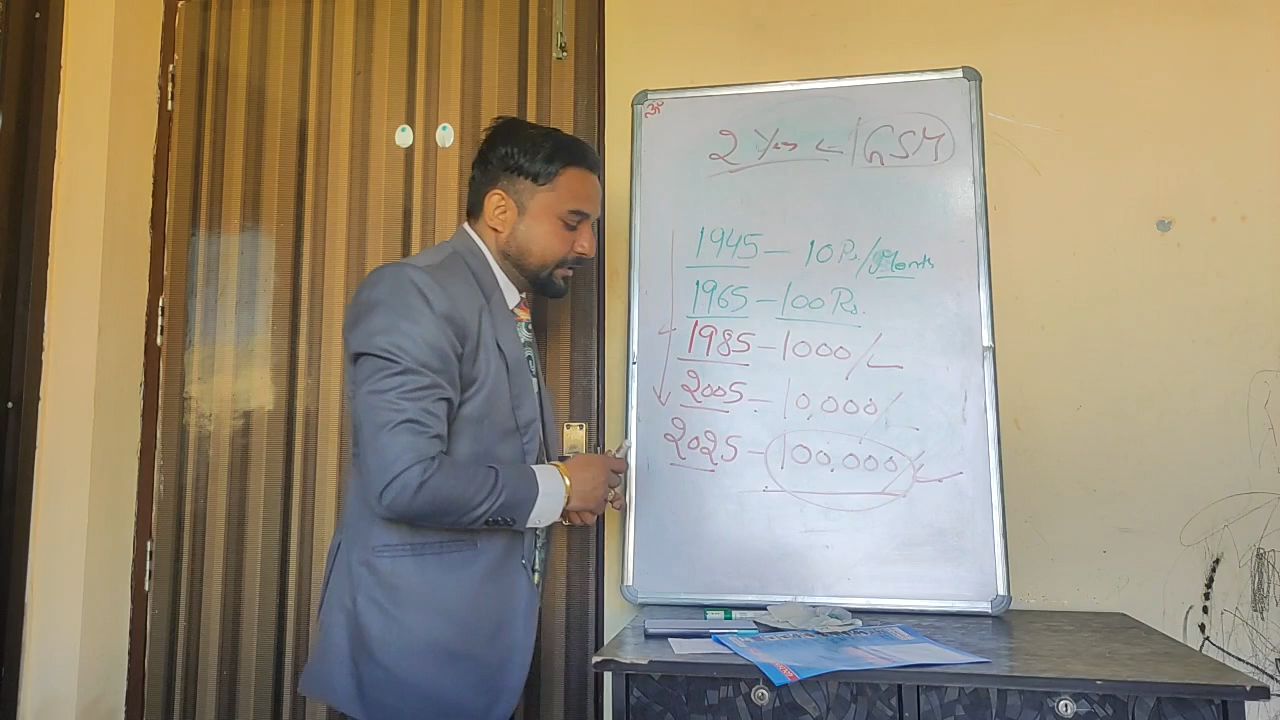 ॐ
2 Yrs ← GSM
1945 – 10 Rs./Month
1965 – 100 Rs.
1985 – 1000/-
2005 – 10,000/-
2025 – 100,000/-